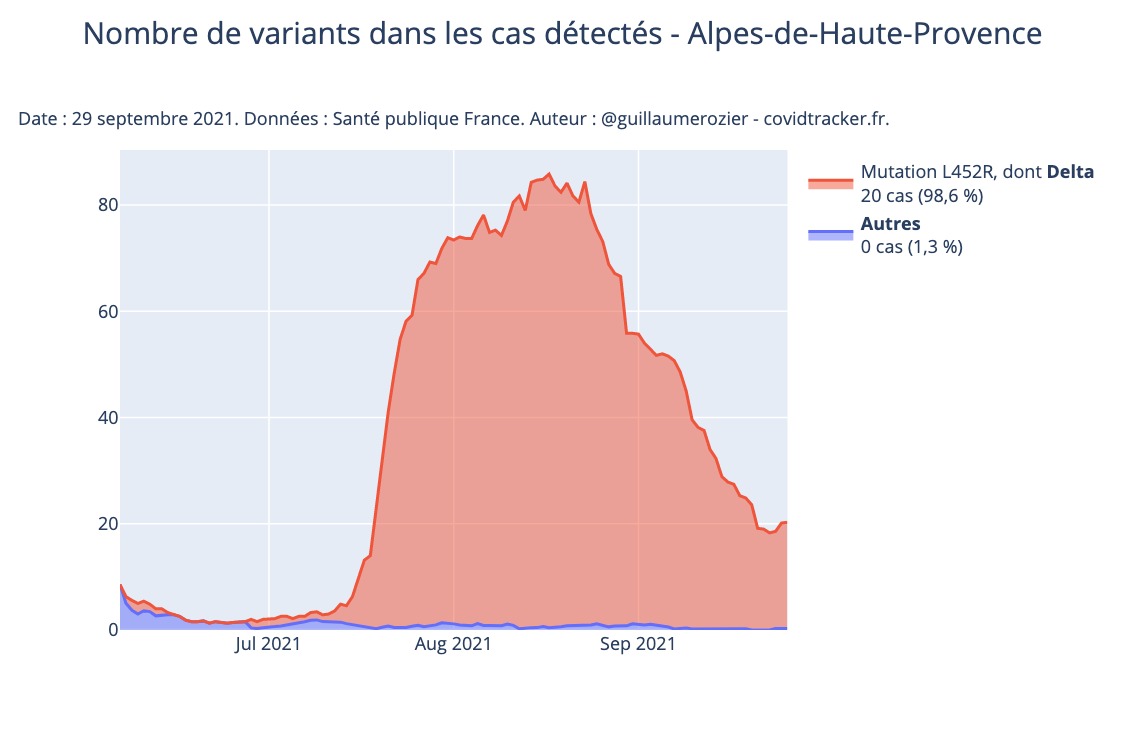 Nombre de variants dans les cas détectés - Alpes-de-Haute-Provence
Date : 29 septembre 2021. Données : Santé publique France. Auteur : @guillaumerozier - covidtracker.fr.
Mutation L452R, dont Delta
20 cas (98,6 %)
Autres
0 cas (1,3 %)
80
60
40
20
0
Jul 2021 Aug 2021 Sep 2021